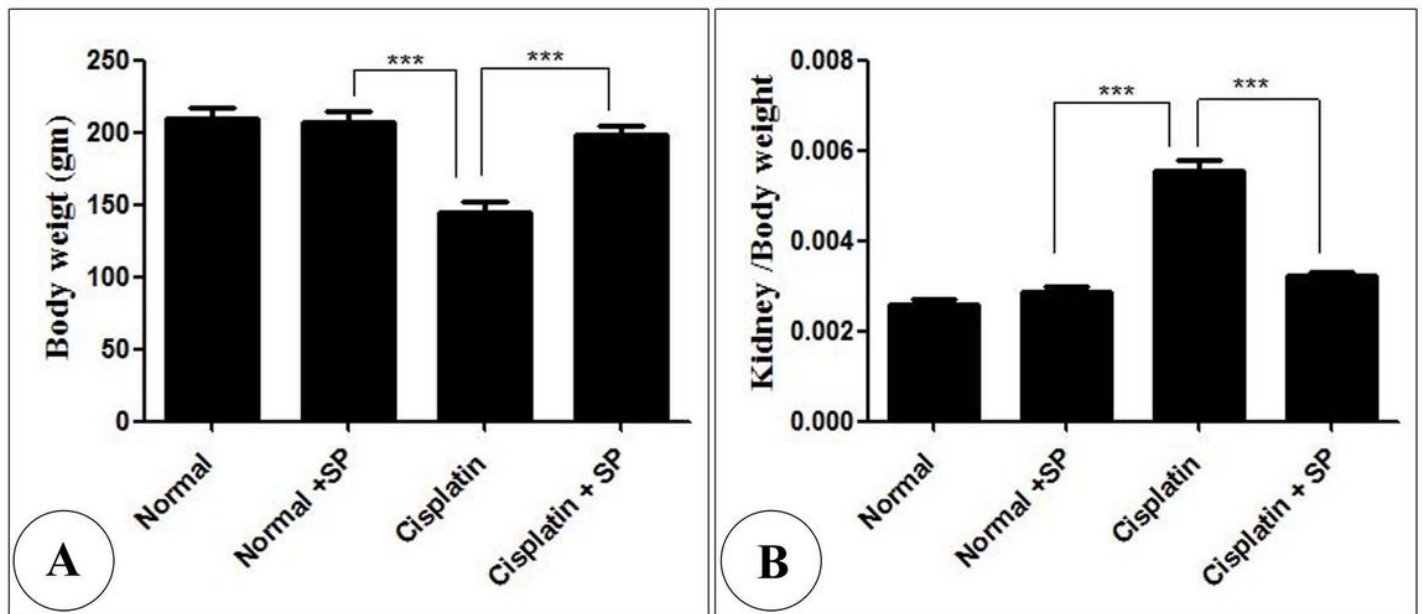 Body weigt (gm)
250
200
150
100
50
0
***
***
Normal
Normal +SP
Cisplatin
Cisplatin + SP
A
Kidney /Body weight
0.008
0.006
0.004
0.002
0.000
***
***
Normal
Normal +SP
Cisplatin
Cisplatin + SP
B